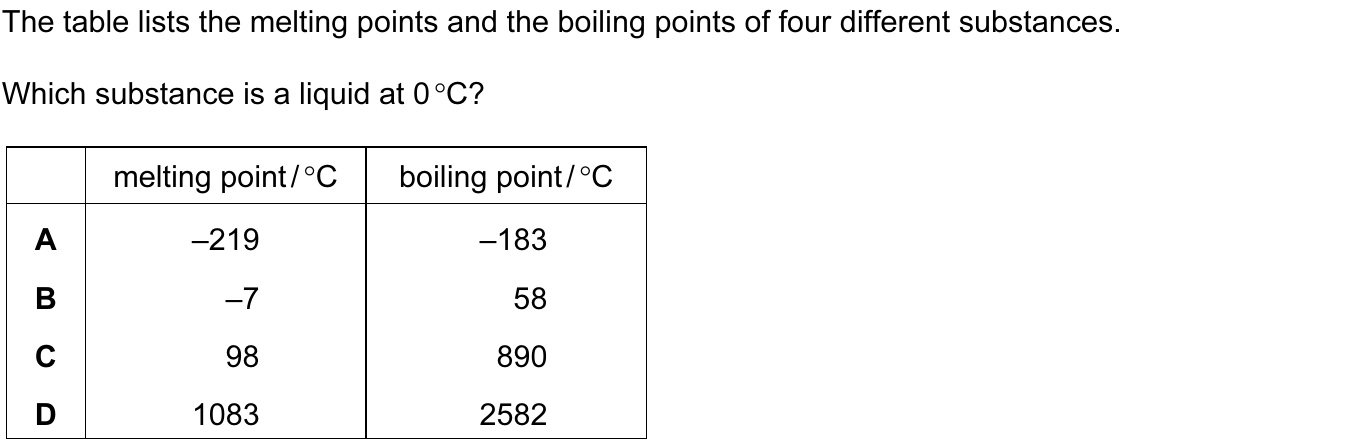 The table lists the melting points and the boiling points of four different substances.
Which substance is a liquid at 0 °C?
melting point / °C boiling point / °C
A –219 –183
B –7 58
C 98 890
D 1083 2582